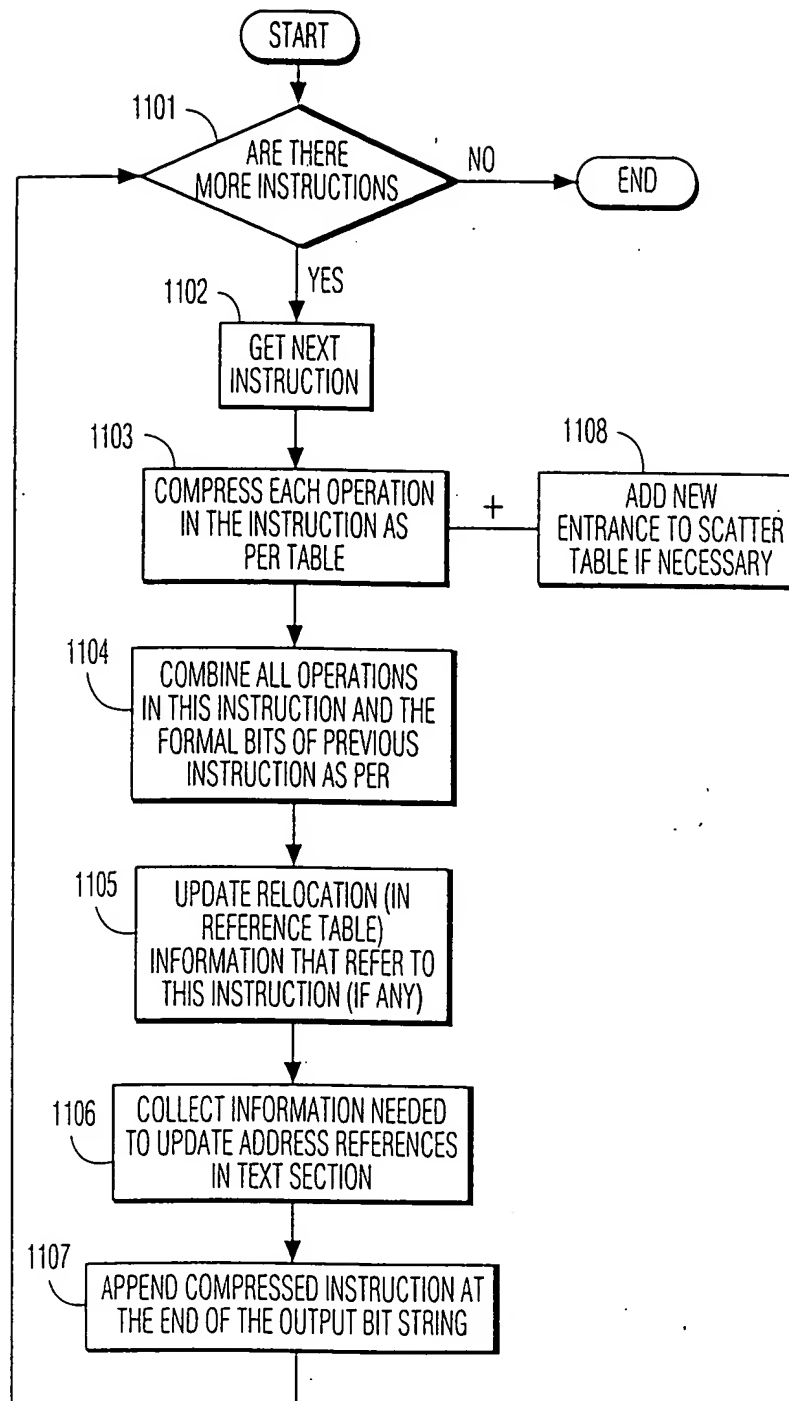 START
1101
ARE THERE
MORE INSTRUCTIONS
NO
END
YES
1102
GET NEXT
INSTRUCTION
1103
COMPRESS EACH OPERATION
IN THE INSTRUCTION AS
PER TABLE
+
1108
ADD NEW
ENTRANCE TO SCATTER
TABLE IF NECESSARY
1104
COMBINE ALL OPERATIONS
IN THIS INSTRUCTION AND THE
FORMAL BITS OF PREVIOUS
INSTRUCTION AS PER
1105
UPDATE RELOCATION (IN
REFERENCE TABLE)
INFORMATION THAT REFER TO
THIS INSTRUCTION (IF ANY)
1106
COLLECT INFORMATION NEEDED
TO UPDATE ADDRESS REFERENCES
IN TEXT SECTION
1107
APPEND COMPRESSED INSTRUCTION AT
THE END OF THE OUTPUT BIT STRING